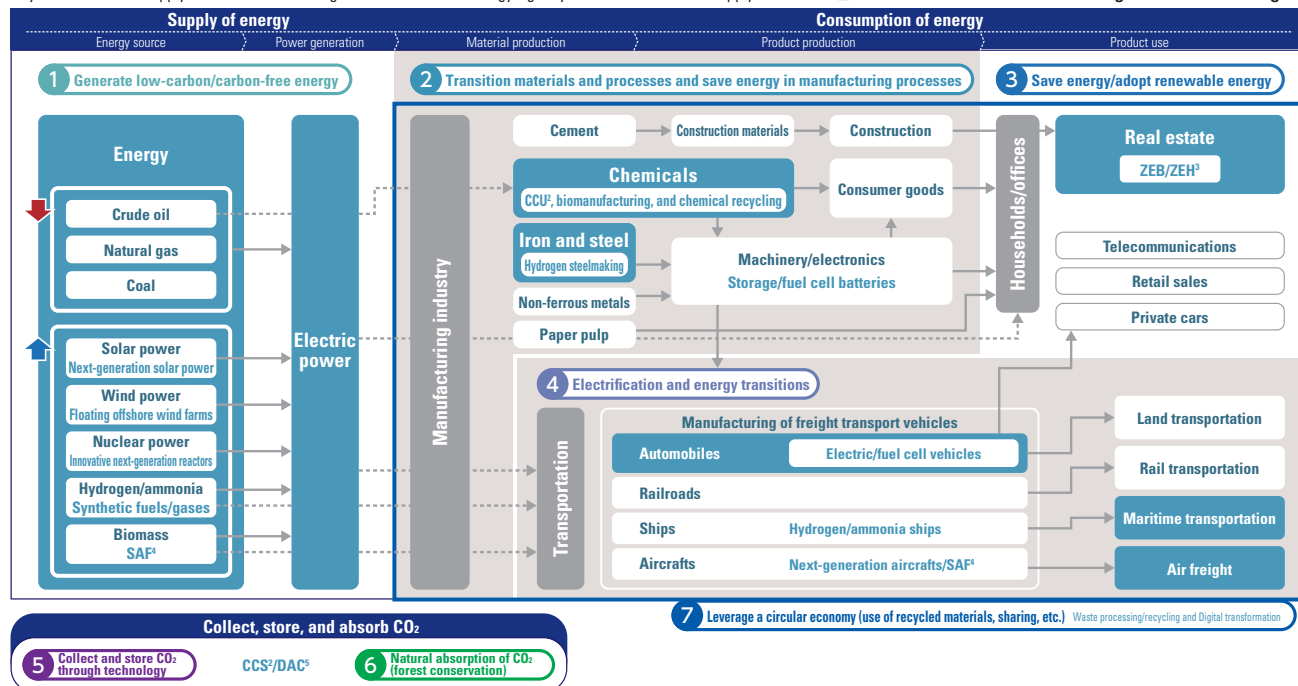 Supply of energy
Consumption of energy
Energy source
Power generation
Material production
Product production
Product use
1 Generate low-carbon/carbon-free energy
2 Transition materials and processes and save energy in manufacturing processes
3 Save energy/adopt renewable energy
Energy
Crude oil
Natural gas
Coal
Solar power
Next-generation solar power
Wind power
Floating offshore wind farms
Nuclear power
Innovative next-generation reactors
Hydrogen/ammonia
Synthetic fuels/gases
Biomass
SAF⁴
Electric
power
Manufacturing industry
Cement
Construction materials
Construction
Chemicals
CCU², biomanufacturing, and chemical recycling
Consumer goods
Iron and steel
Hydrogen steelmaking
Machinery/electronics
Storage/fuel cell batteries
Non-ferrous metals
Paper pulp
Households/offices
Real estate
ZEB/ZEH³
Telecommunications
Retail sales
Private cars
4 Electrification and energy transitions
Transportation
Manufacturing of freight transport vehicles
Automobiles
Electric/fuel cell vehicles
Railroads
Ships
Hydrogen/ammonia ships
Aircrafts
Next-generation aircrafts/SAF⁴
Land transportation
Rail transportation
Maritime transportation
Air freight
7 Leverage a circular economy (use of recycled materials, sharing, etc.) Waste processing/recycling and Digital transformation
Collect, store, and absorb CO₂
5 Collect and store CO₂
through technology
CCS²/DAC⁵
6 Natural absorption of CO₂
(forest conservation)